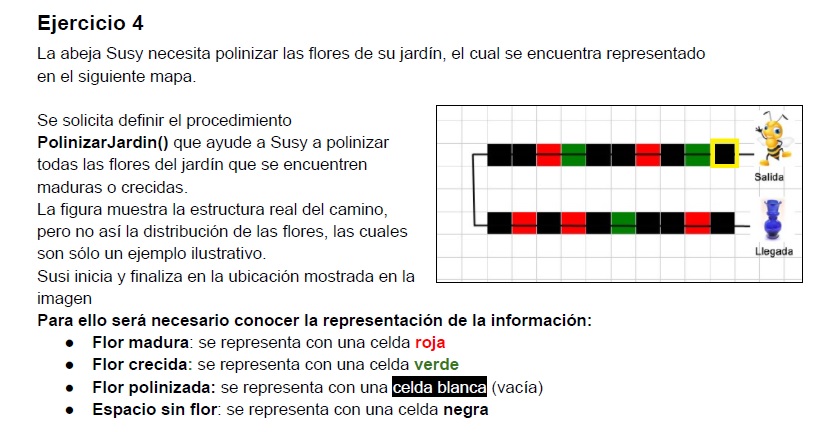 Ejercicio 4
La abeja Susy necesita polinizar las flores de su jardín, el cual se encuentra representado
en el siguiente mapa.
Se solicita definir el procedimiento
PolinizarJardin() que ayude a Susy a polinizar
todas las flores del jardín que se encuentren
maduras o crecidas.
La figura muestra la estructura real del camino,
pero no así la distribución de las flores, las cuales
son sólo un ejemplo ilustrativo.
Susi inicia y finaliza en la ubicación mostrada en la
imagen
Salida
Llegada
Para ello será necesario conocer la representación de la información:
● Flor madura: se representa con una celda roja
● Flor crecida: se representa con una celda verde
● Flor polinizada: se representa con una celda blanca (vacía)
● Espacio sin flor: se representa con una celda negra